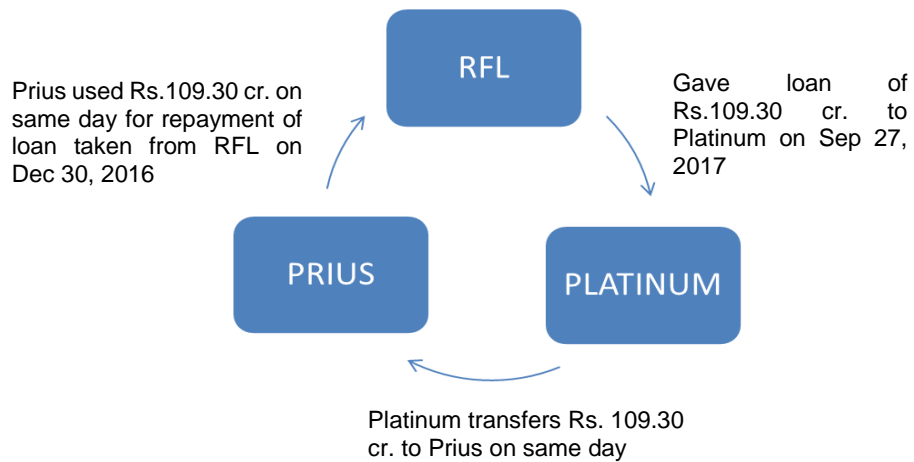 RFL
Gave loan of
Rs.109.30 cr. to
Platinum on Sep 27,
2017
PLATINUM
Platinum transfers Rs. 109.30
cr. to Prius on same day
PRIUS
Prius used Rs.109.30 cr. on
same day for repayment of
loan taken from RFL on
Dec 30, 2016